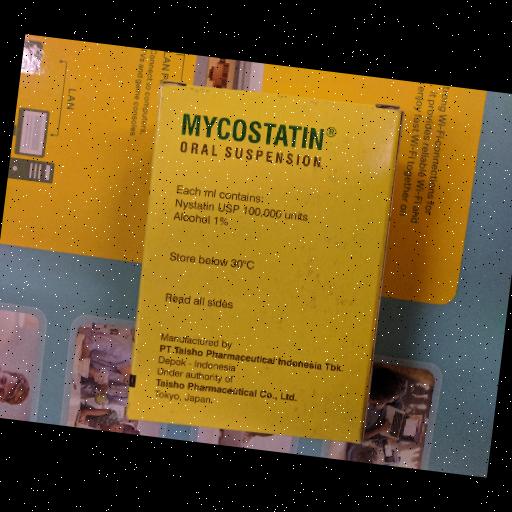 MYCOSTATIN®
ORAL SUSPENSION
Each ml contains:
Nystatin USP 100,000 units
Alcohol 1%
Store below 30°C
Read all sides
Manufactured by
PT.Taisho Pharmaceutical Indonesia Tbk.
Depok - Indonesia
Under authority of
Taisho Pharmaceutical Co., Ltd.
Tokyo, Japan.
LAN